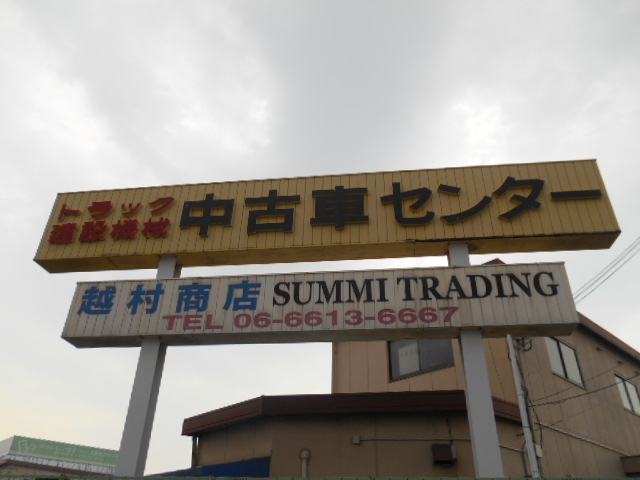 トラック
建設機械
中古車センター
越村商店 SUMMI TRADING
TEL 06-6613-6667